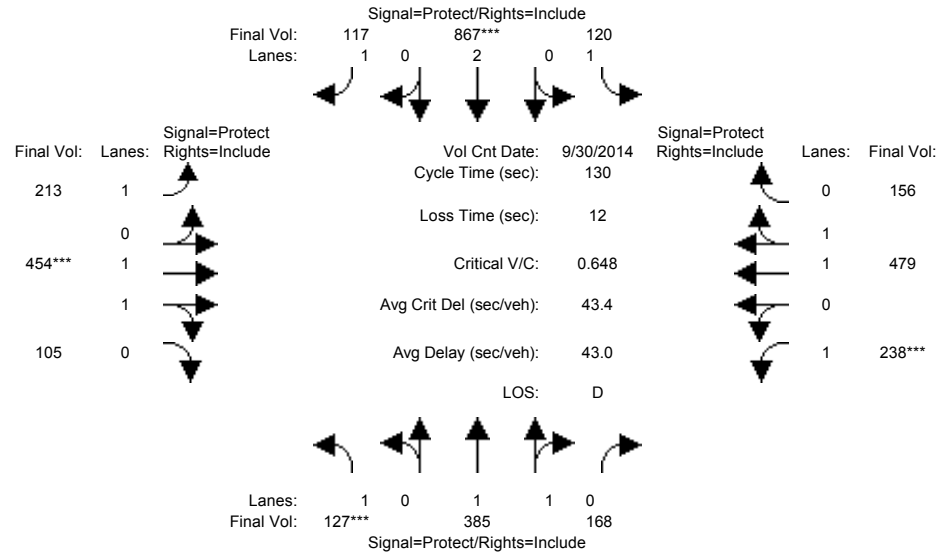 Signal=Protect/Rights=Include
Final Vol: 117 867*** 120
Lanes: 1 0 2 0 1
Signal=Protect Signal=Protect
Final Vol: Lanes: Rights=Include Vol Cnt Date: 9/30/2014 Rights=Include Lanes: Final Vol:
Cycle Time (sec): 130
213 1 0 156
Loss Time (sec): 12
0 1
454*** 1 Critical V/C: 0.648 1 479
1 Avg Crit Del (sec/veh): 43.4 0
105 0 Avg Delay (sec/veh): 43.0 1 238***
LOS: D
Lanes: 1 0 1 1 0
Final Vol: 127*** 385 168
Signal=Protect/Rights=Include